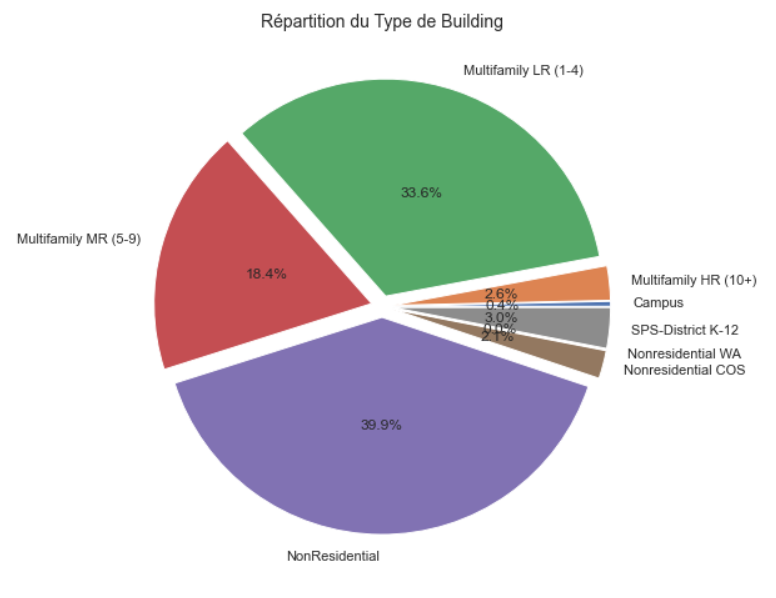 Répartition du Type de Building
Multifamily LR (1-4)
33.6%
Multifamily MR (5-9)
18.4%
Multifamily HR (10+)
2.6%
Campus
0.4%
SPS-District K-12
3.0%
Nonresidential WA
0.0%
Nonresidential COS
2.1%
39.9%
NonResidential